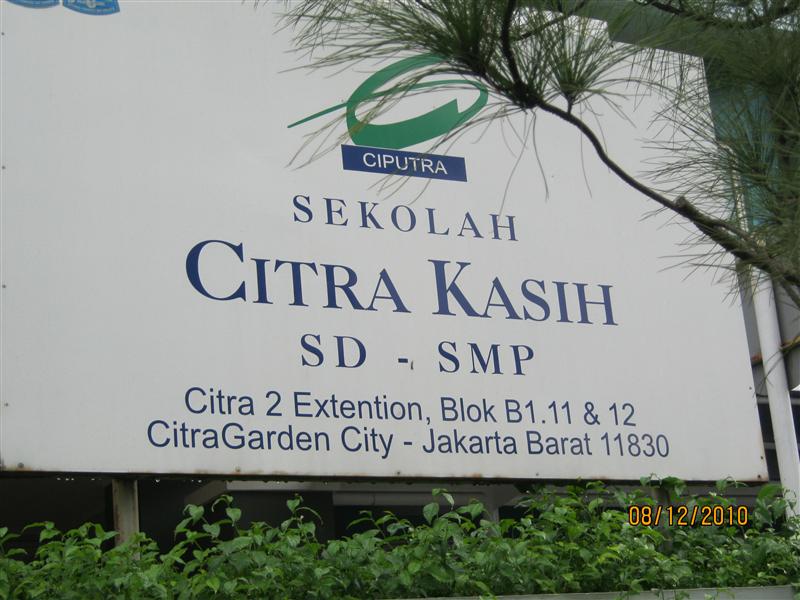 CIPUTRA
SEKOLAH
CITRA KASIH
SD - SMP
Citra 2 Extention, Blok B1.11 & 12
CitraGarden City - Jakarta Barat 11830
08/12/2010